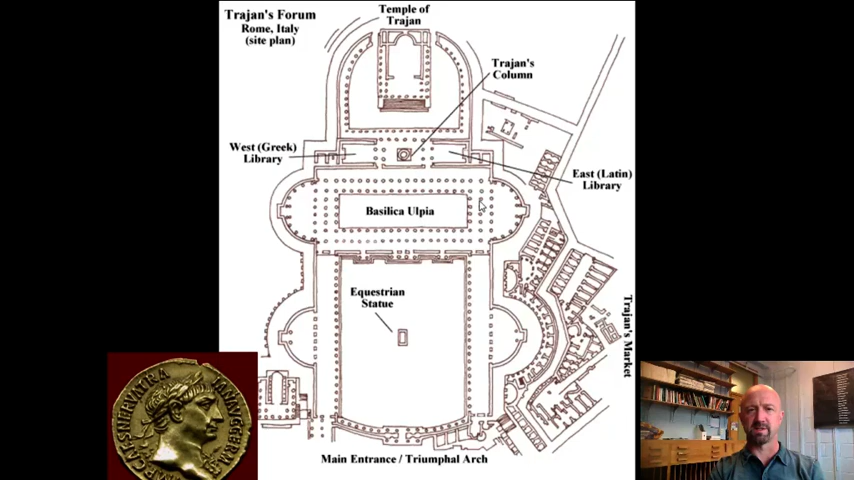 Trajan's Forum
Rome, Italy
(site plan)
Temple of
Trajan
Trajan's
Column
West (Greek)
Library
East (Latin)
Library
Basilica Ulpia
Equestrian
Statue
Trajan's Market
Main Entrance / Triumphal Arch